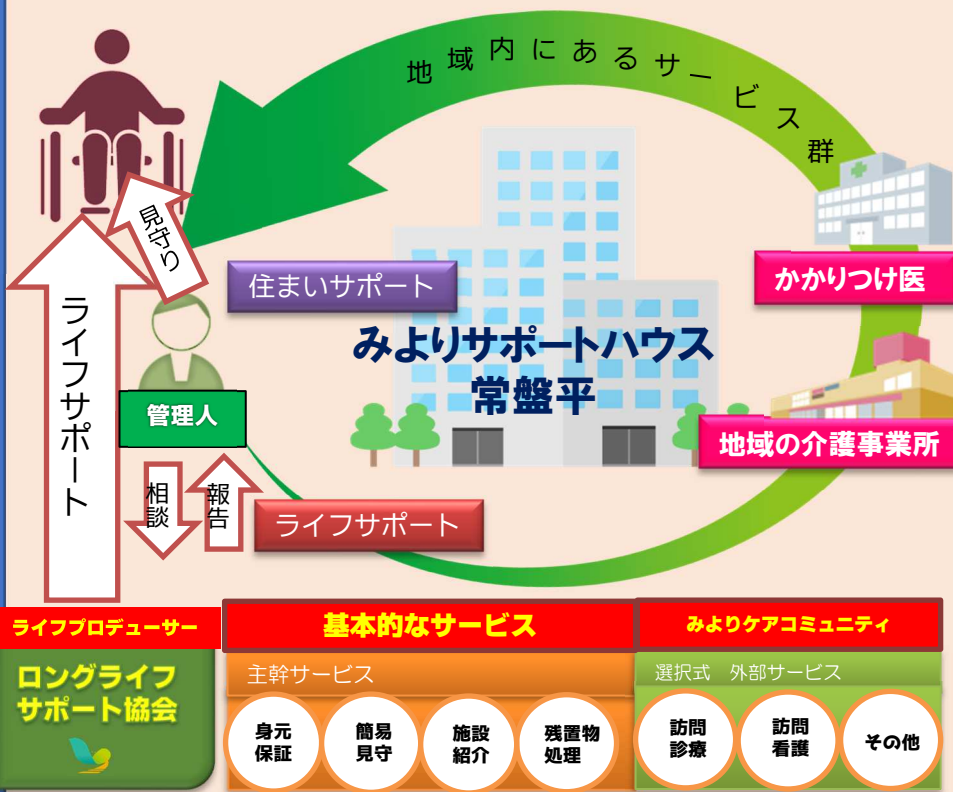 地域内にあるサービス群
見守り
ライフサポート
住まいサポート
かかりつけ医
みよりサポートハウス
常盤平
管理人
地域の介護事業所
相談
報告
ライフサポート
ライフプロデューサー
基本的なサービス
みよりケアコミュニティ
ロングライフ
サポート協会
主幹サービス
選択式　外部サービス
身元
保証
簡易
見守
施設
紹介
残置物
処理
訪問
診療
訪問
看護
その他